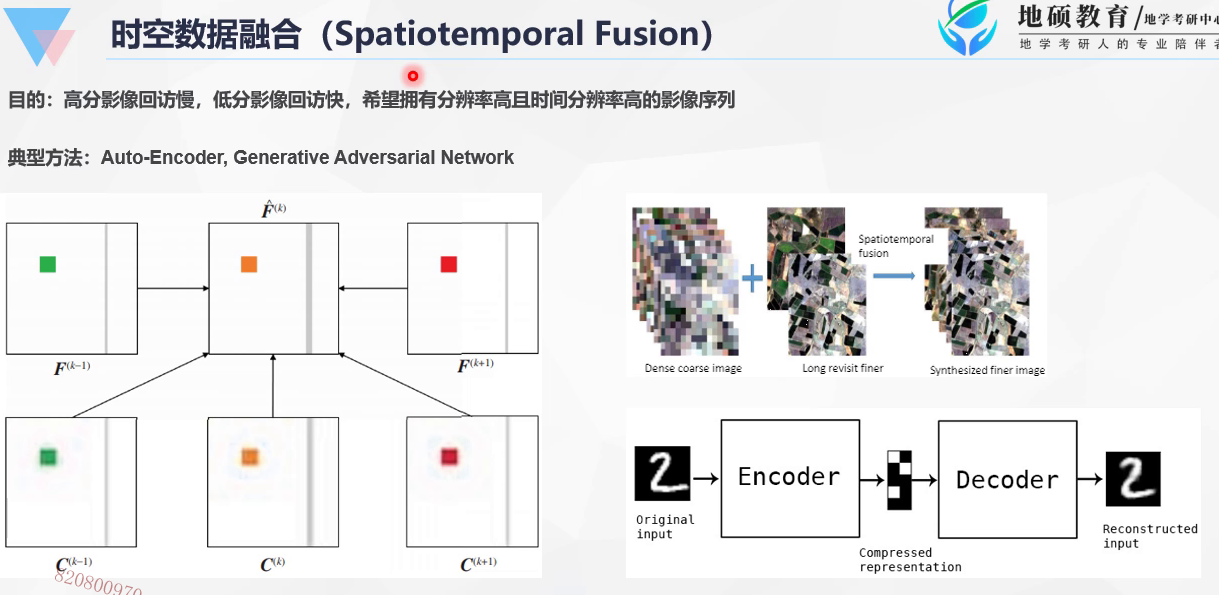 时空数据融合（Spatiotemporal Fusion）
地硕教育/地学考研中心
地学考研人的专业陪伴者
目的：高分影像回访慢，低分影像回访快，希望拥有分辨率高且时间分辨率高的影像序列
典型方法：Auto-Encoder, Generative Adversarial Network
F̂(k)
F(k−1)
F(k+1)
C(k−1)
C(k)
C(k+1)
820800970
Spatiotemporal
fusion
Dense coarse image
Long revisit finer
Synthesized finer image
Encoder
Decoder
Original
input
Compressed
representation
Reconstructed
input